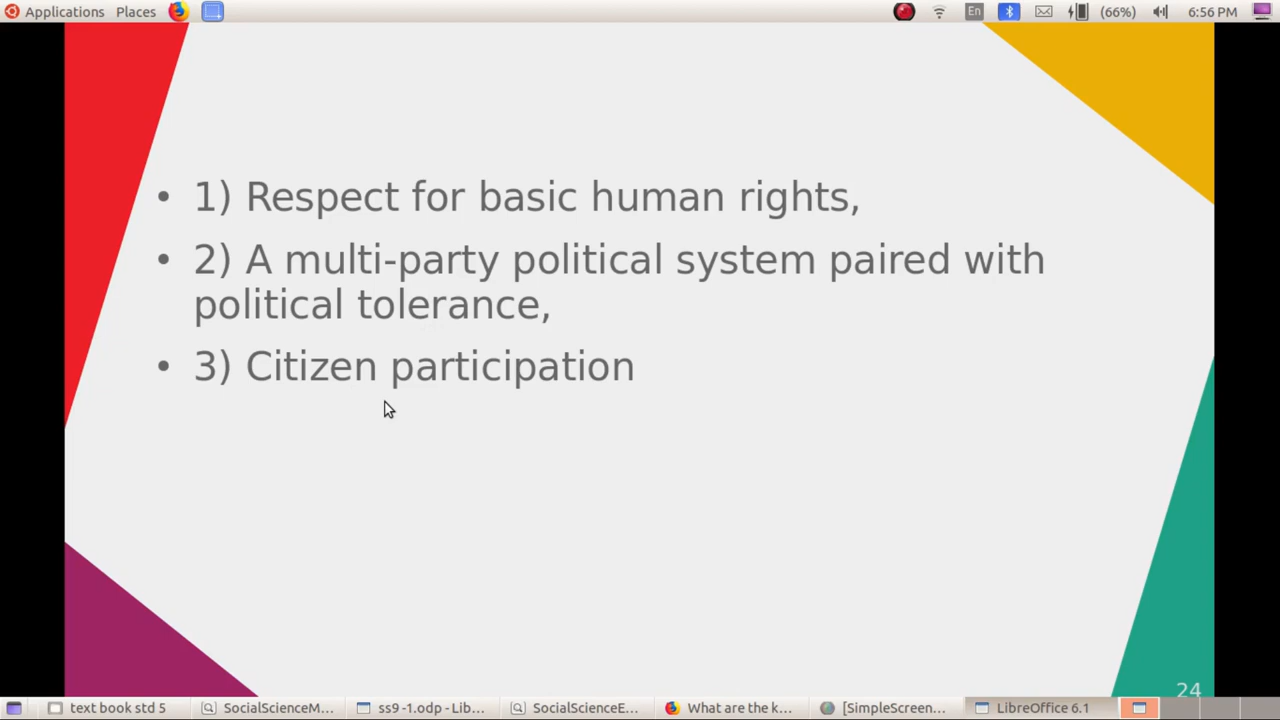 Applications Places En (66%) 6:56 PM
• 1) Respect for basic human rights,
• 2) A multi-party political system paired with
political tolerance,
• 3) Citizen participation
24
text book std 5 SocialScienceM... ss9 -1.odp - Lib... SocialScienceE... What are the k... [SimpleScreen... LibreOffice 6.1